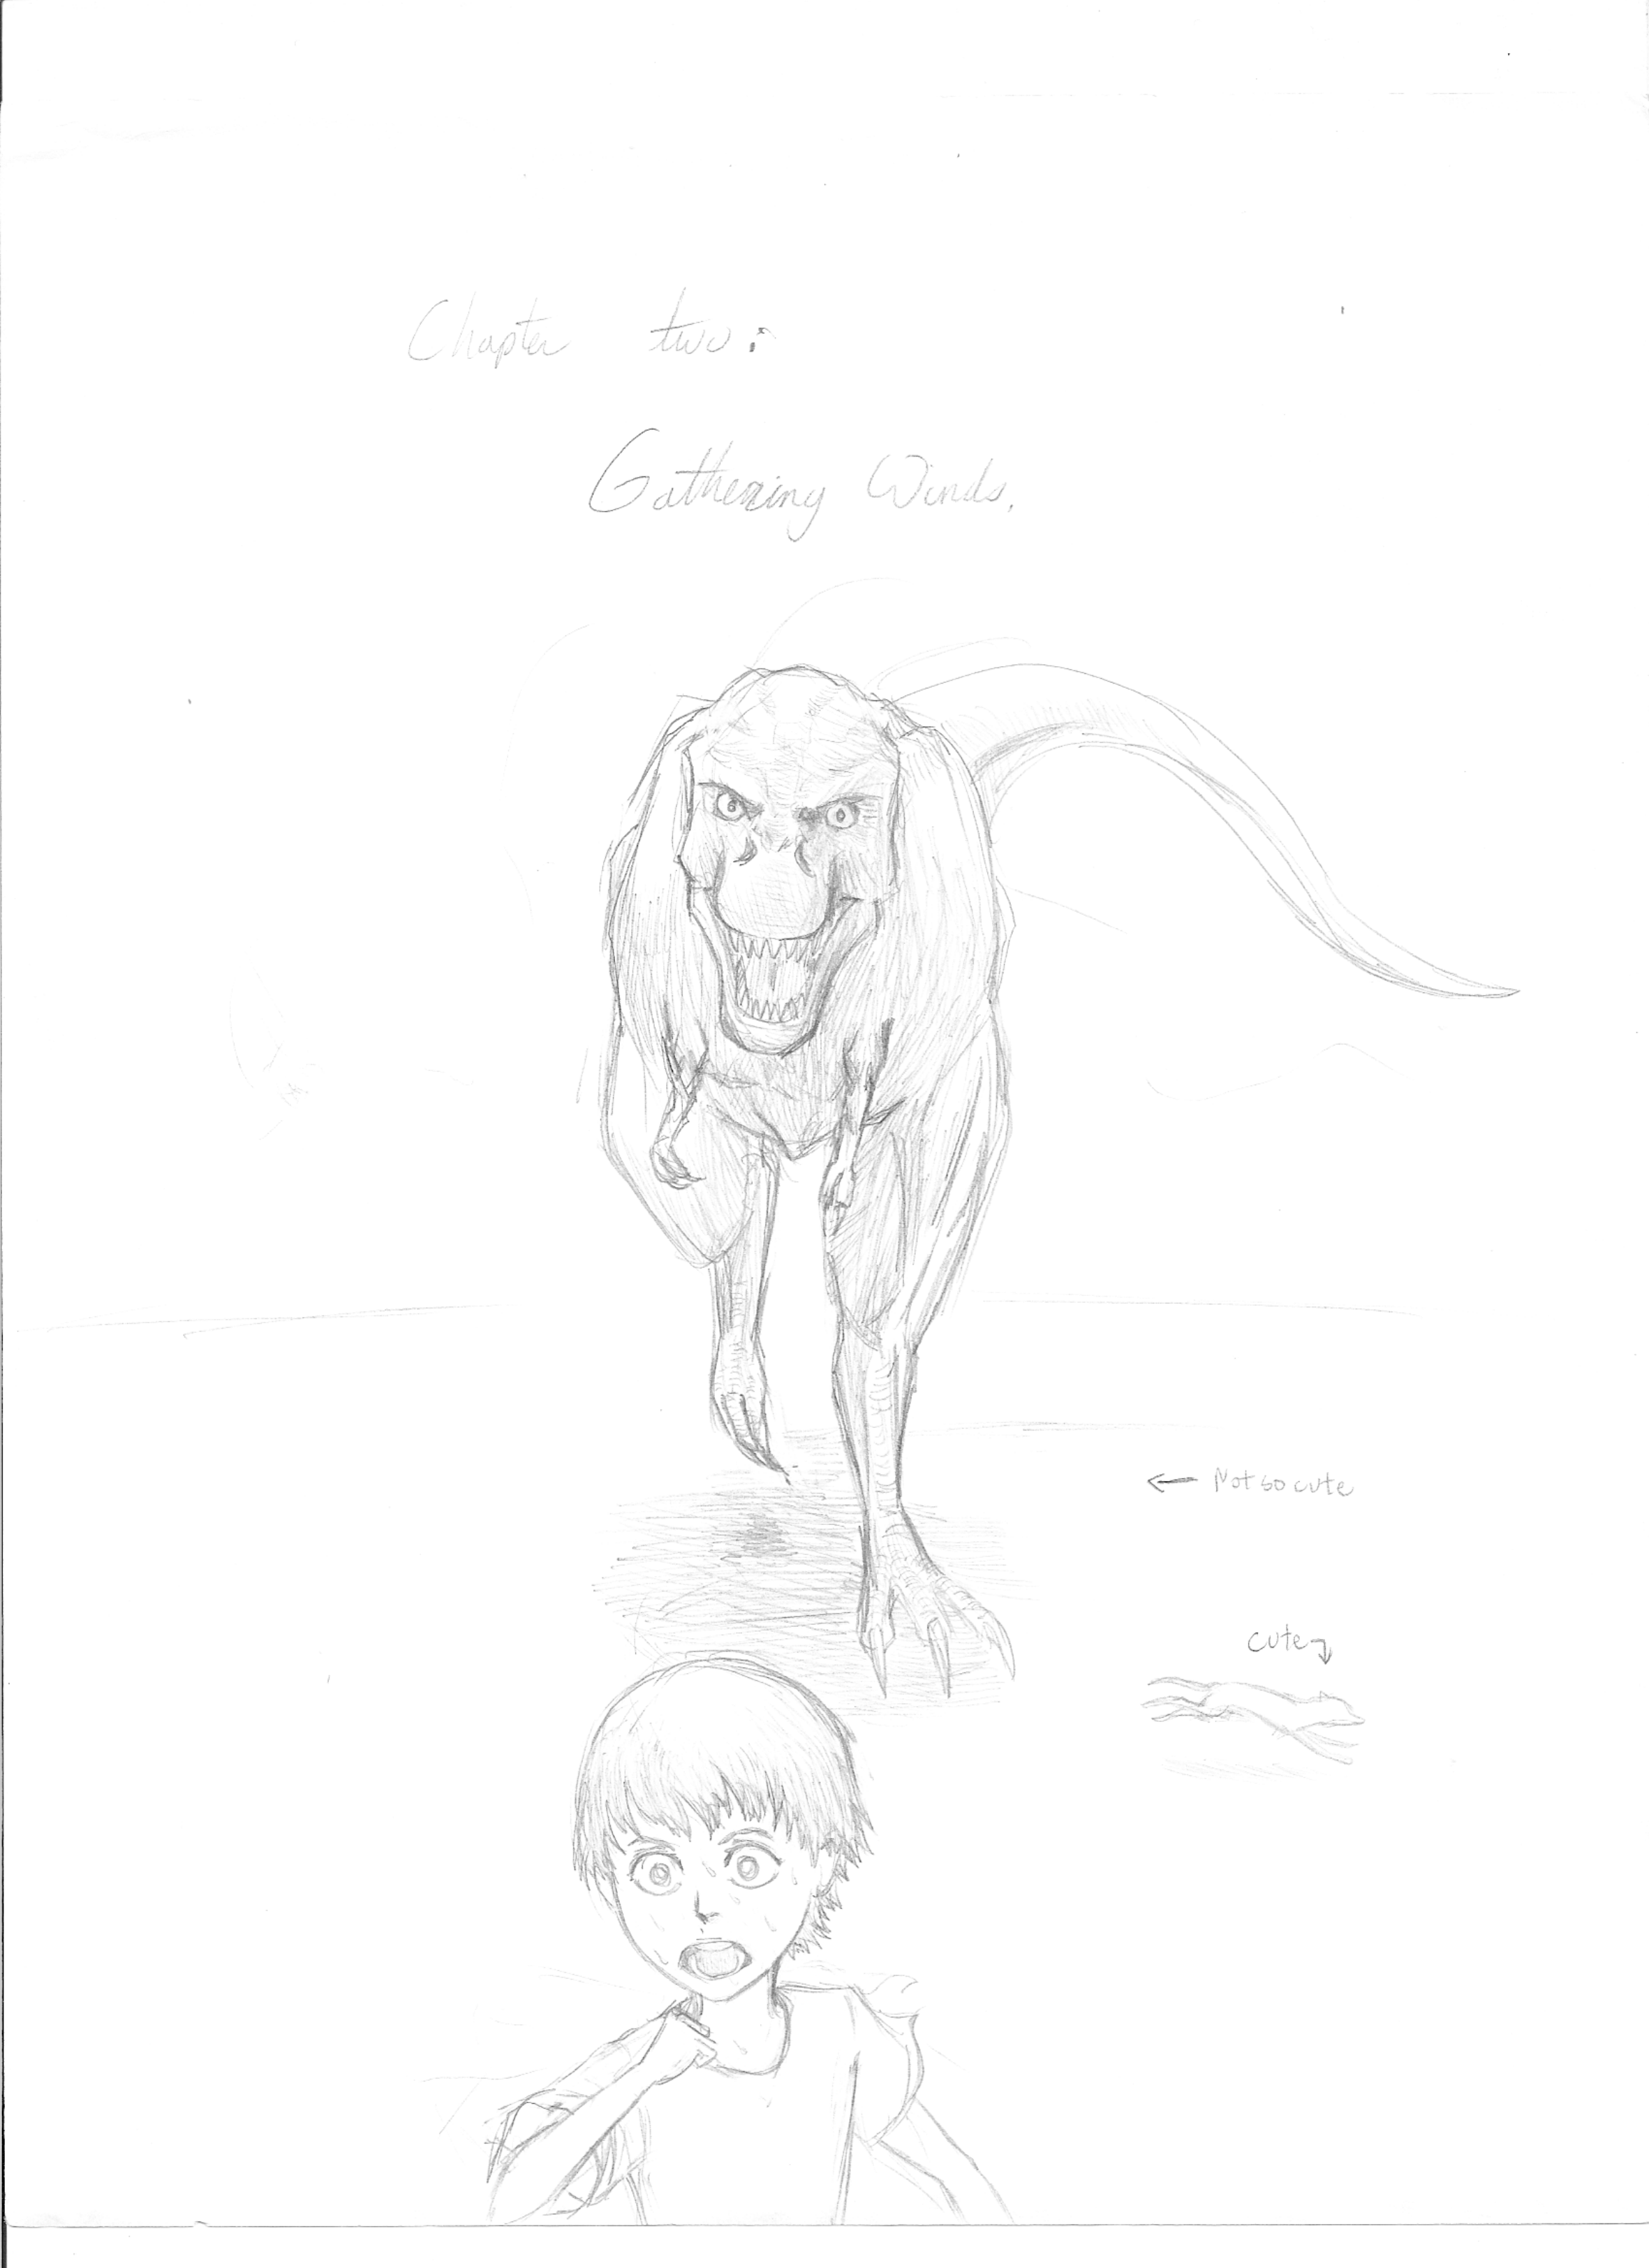 Chapter two:
Gathering Winds.
← Not so cute
cute